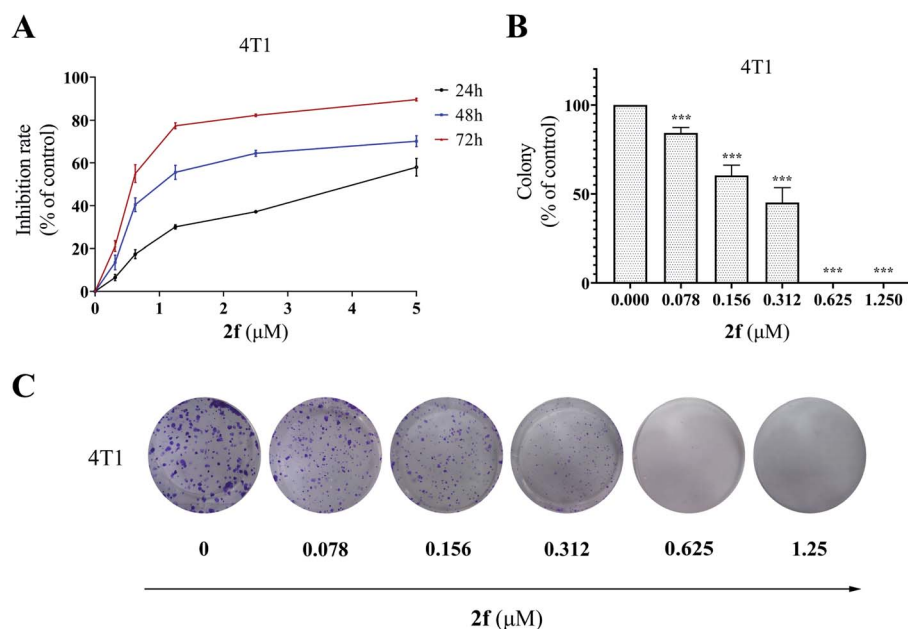 A
4T1
Inhibition rate
(% of control)
100
80
60
40
20
0
0
1
2
3
4
5
2f (μM)
24h
48h
72h
B
4T1
Colony
(% of control)
100
50
0
***
***
***
***
***
0.000
0.078
0.156
0.312
0.625
1.250
2f (μM)
C
4T1
0
0.078
0.156
0.312
0.625
1.25
2f (μM)